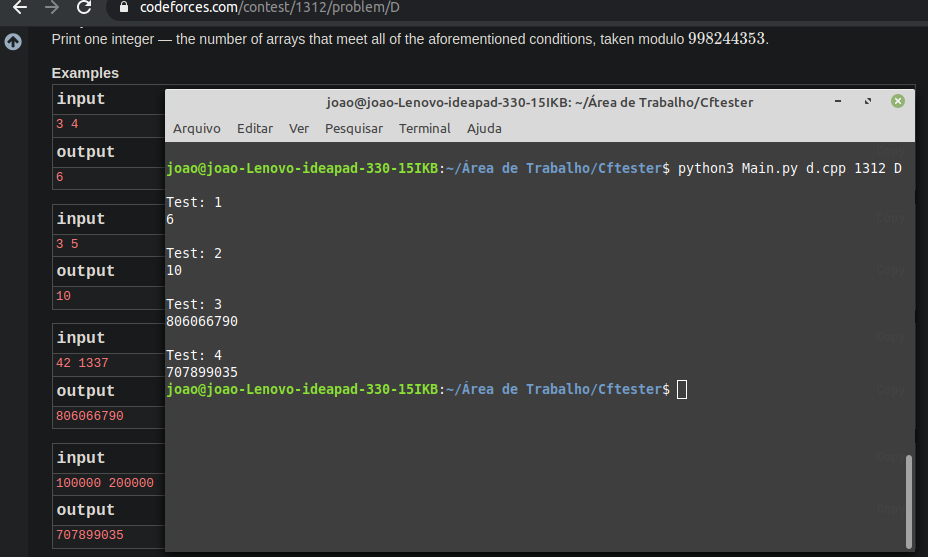 codeforces.com/contest/1312/problem/D
Print one integer — the number of arrays that meet all of the aforementioned conditions, taken modulo 998244353.
Examples
input
3 4
output
6
input
3 5
output
10
input
42 1337
output
806066790
input
100000 200000
output
707899035
joao@joao-Lenovo-ideapad-330-15IKB: ~/Área de Trabalho/Cftester
Arquivo Editar Ver Pesquisar Terminal Ajuda
joao@joao-Lenovo-ideapad-330-15IKB:~/Área de Trabalho/Cftester$ python3 Main.py d.cpp 1312 D
Test: 1
6
Test: 2
10
Test: 3
806066790
Test: 4
707899035
joao@joao-Lenovo-ideapad-330-15IKB:~/Área de Trabalho/Cftester$